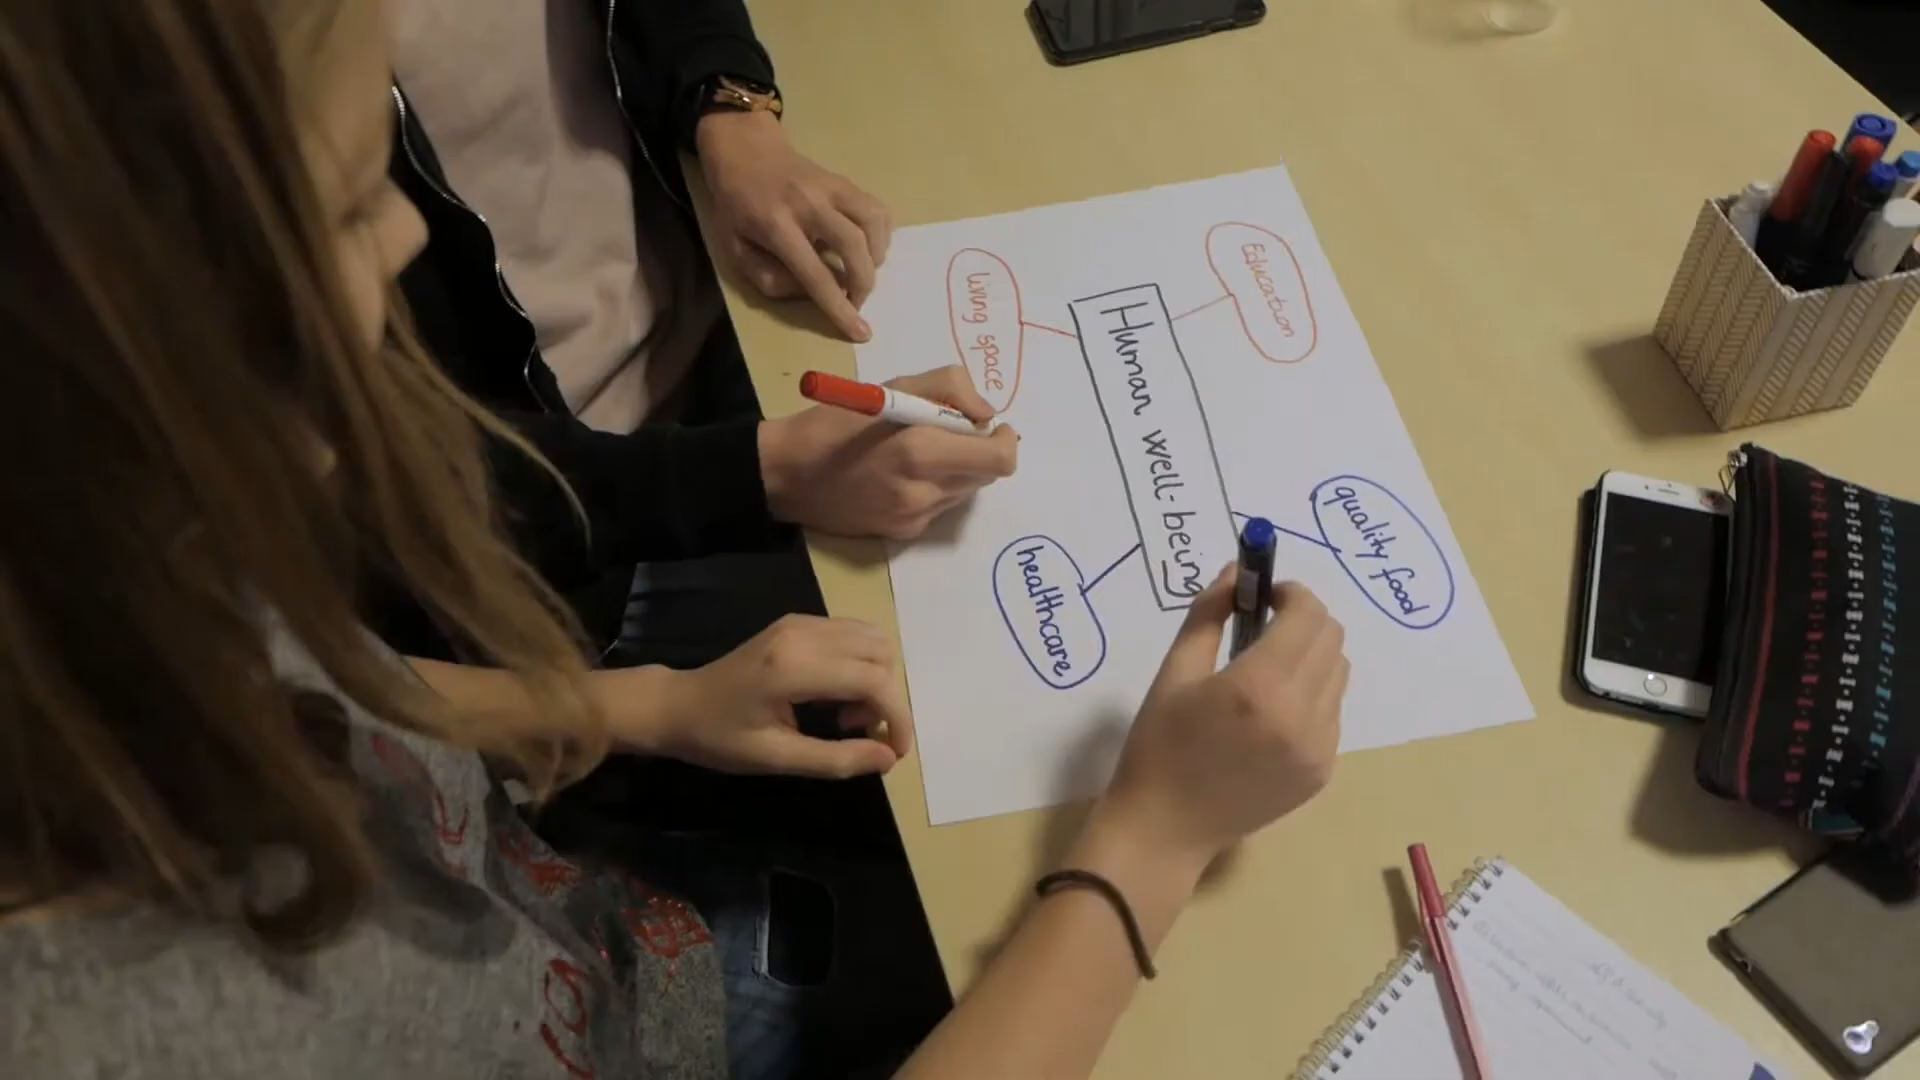 Human well-being
living space
Education
healthcare
quality food